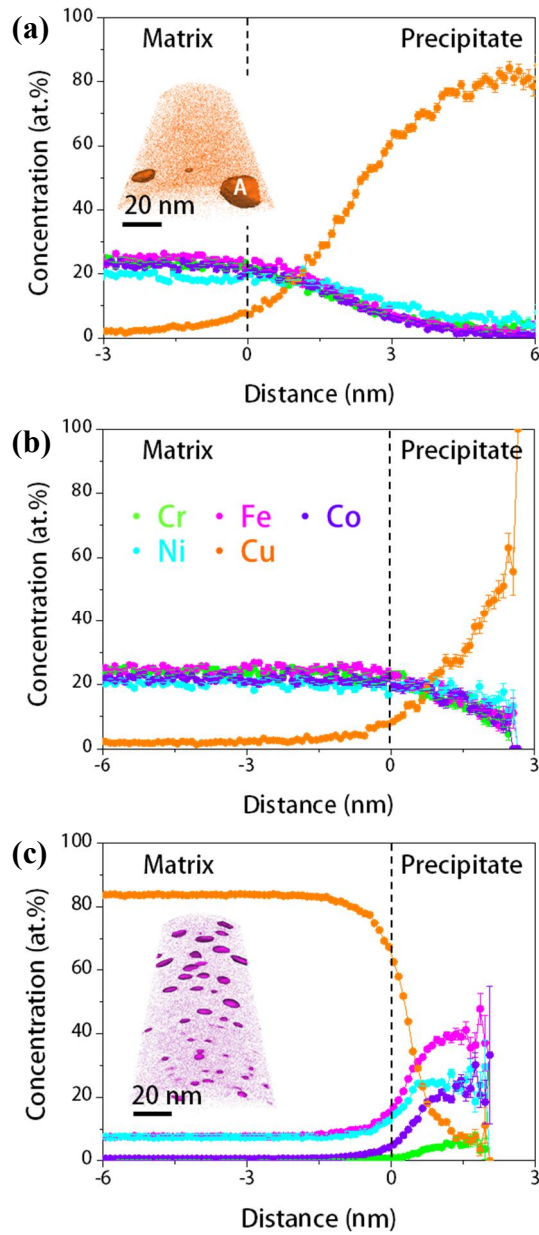 (a)
Matrix Precipitate
100
80
60
40
20
0
Concentration (at.%)
A
20 nm
-3 0 3 6
Distance (nm)
(b)
Matrix Precipitate
100
80
60
40
20
0
Concentration (at.%)
Cr Fe Co
Ni Cu
-6 -3 0 3
Distance (nm)
(c)
Matrix Precipitate
100
80
60
40
20
0
Concentration (at.%)
20 nm
-6 -3 0 3
Distance (nm)